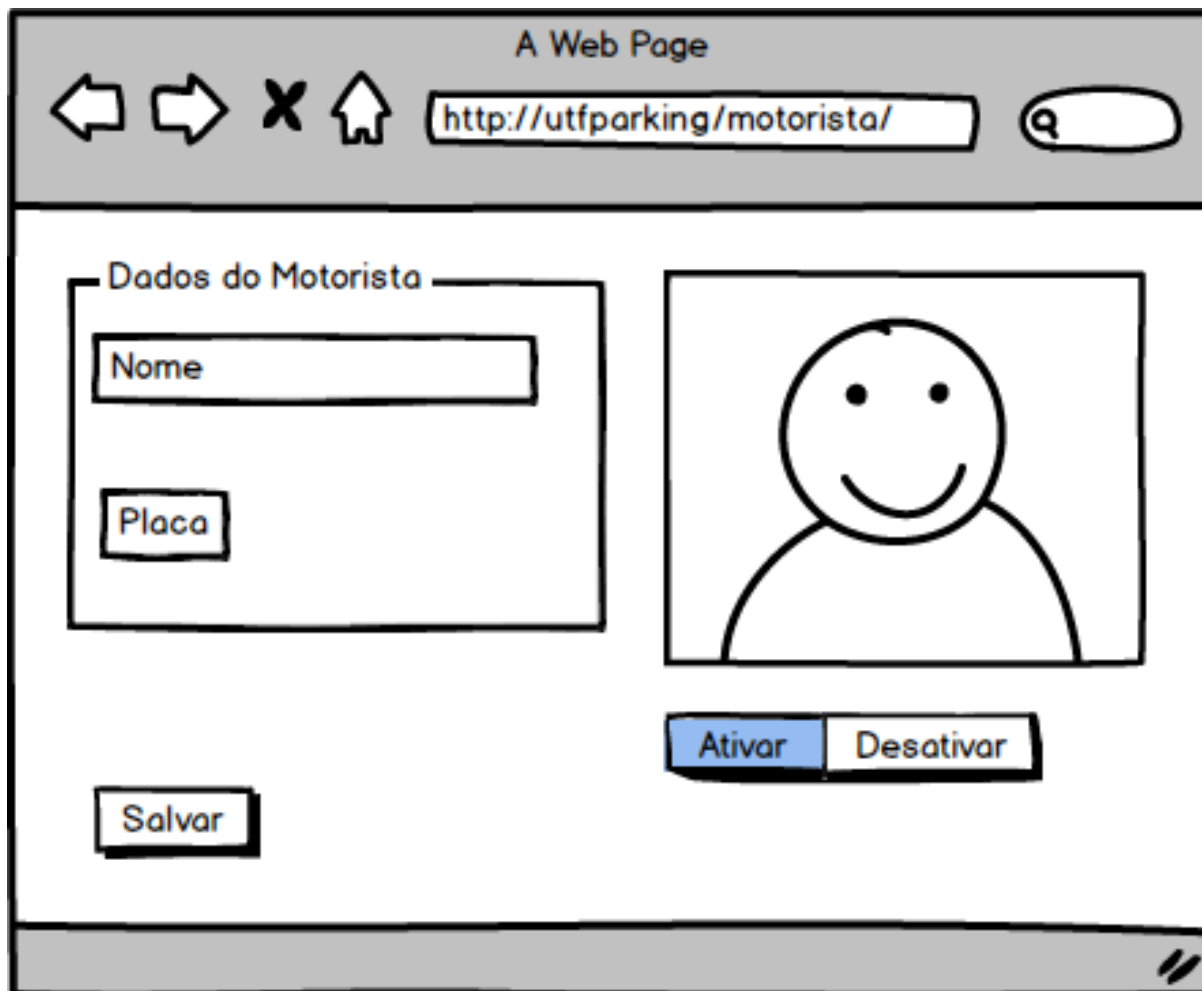 A Web Page
http://utfparking/motorista/
Dados do Motorista
Nome
Placa
Ativar Desativar
Salvar